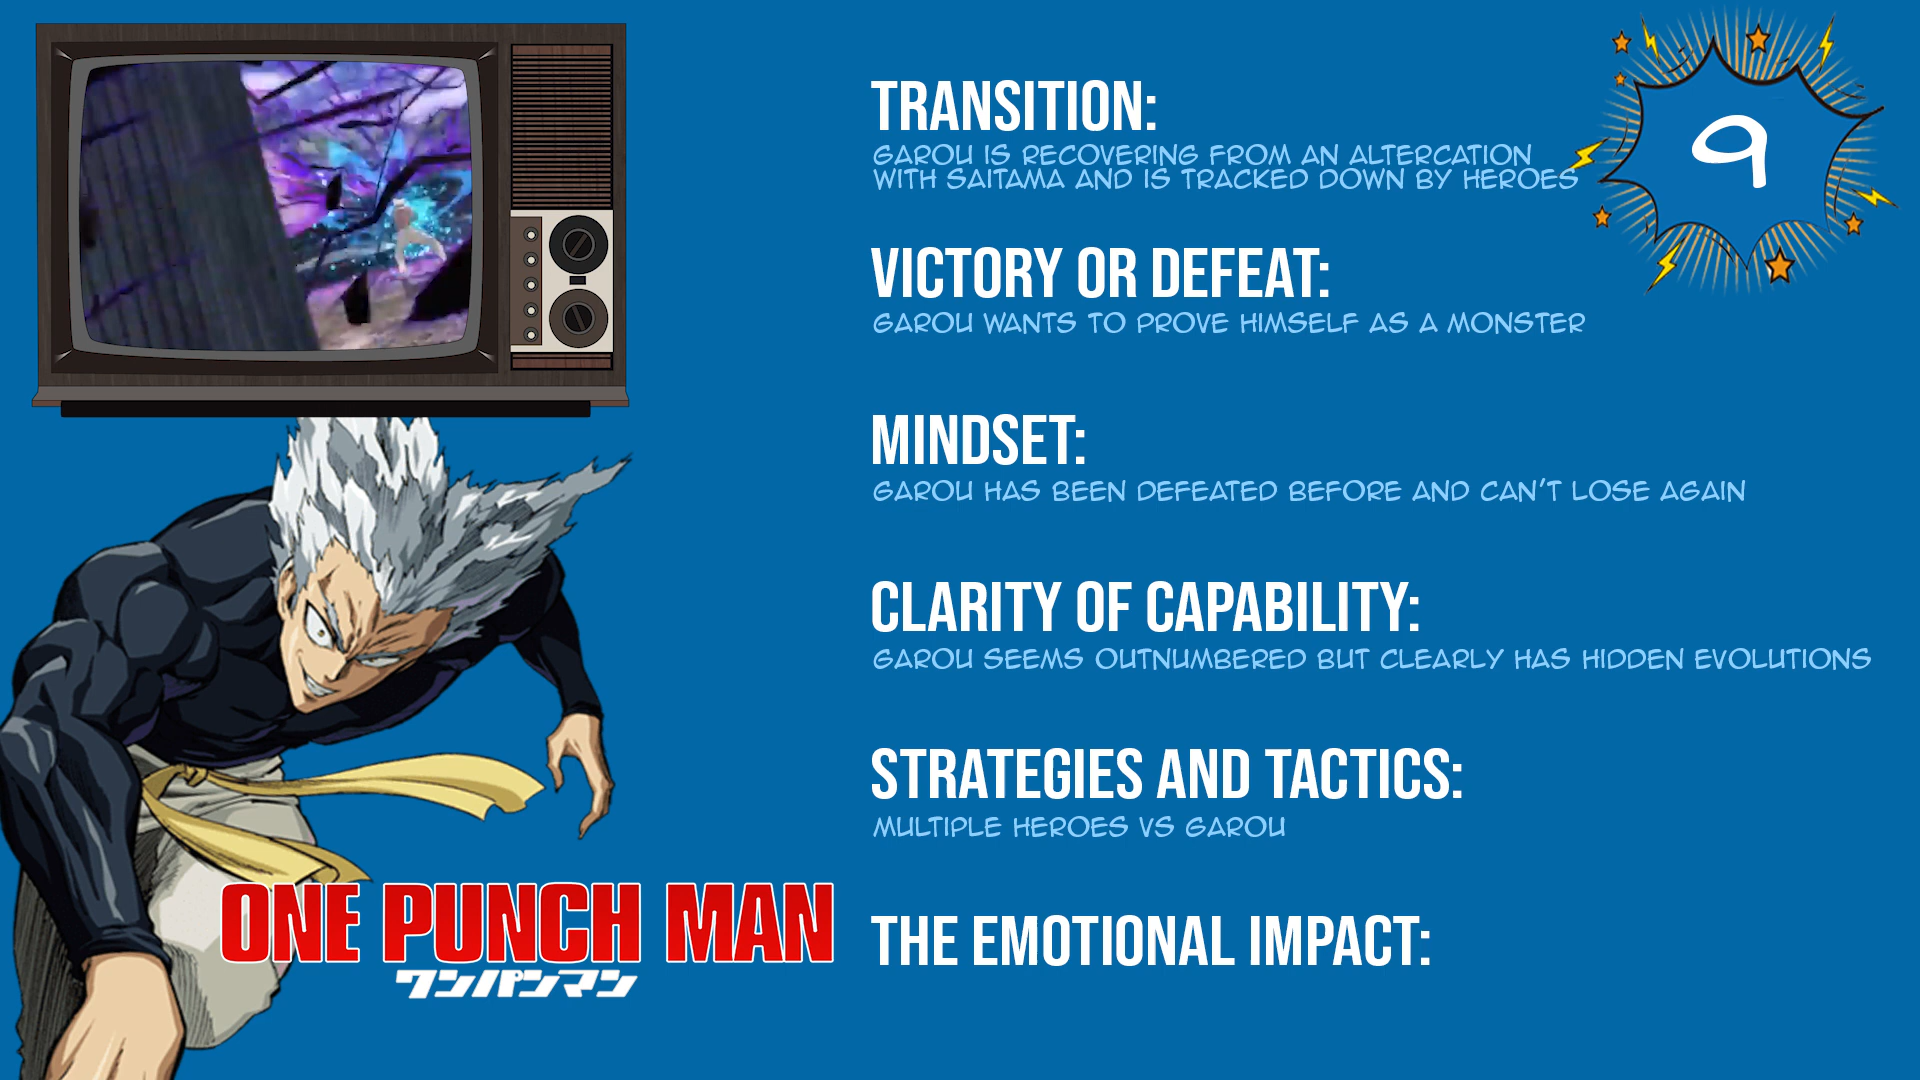 TRANSITION:
GAROU IS RECOVERING FROM AN ALTERCATION
WITH SAITAMA AND IS TRACKED DOWN BY HEROES
9
VICTORY OR DEFEAT:
GAROU WANTS TO PROVE HIMSELF AS A MONSTER
MINDSET:
GAROU HAS BEEN DEFEATED BEFORE AND CAN'T LOSE AGAIN
CLARITY OF CAPABILITY:
GAROU SEEMS OUTNUMBERED BUT CLEARLY HAS HIDDEN EVOLUTIONS
STRATEGIES AND TACTICS:
MULTIPLE HEROES VS GAROU
THE EMOTIONAL IMPACT:
ONE PUNCH MAN
ワンパンマン